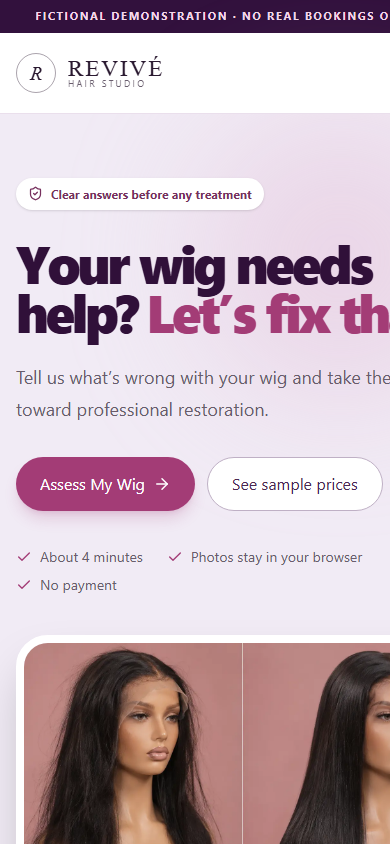 FICTIONAL DEMONSTRATION · NO REAL BOOKINGS O
R
REVIVÉ
HAIR STUDIO
Clear answers before any treatment
Your wig needs
help? Let’s fix th
Tell us what’s wrong with your wig and take the
toward professional restoration.
Assess My Wig
See sample prices
About 4 minutes
Photos stay in your browser
No payment